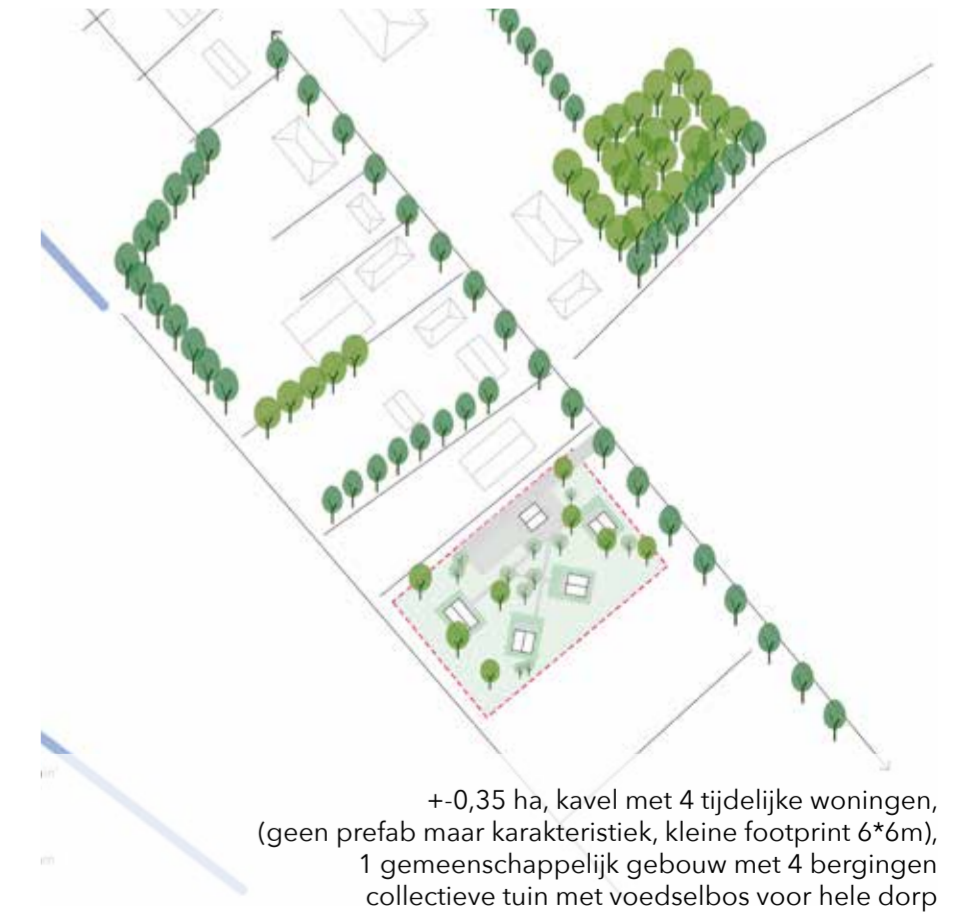 +-0,35 ha, kavel met 4 tijdelijke woningen,
(geen prefab maar karakteristiek, kleine footprint 6*6m),
1 gemeenschappelijk gebouw met 4 bergingen
collectieve tuin met voedselbos voor hele dorp